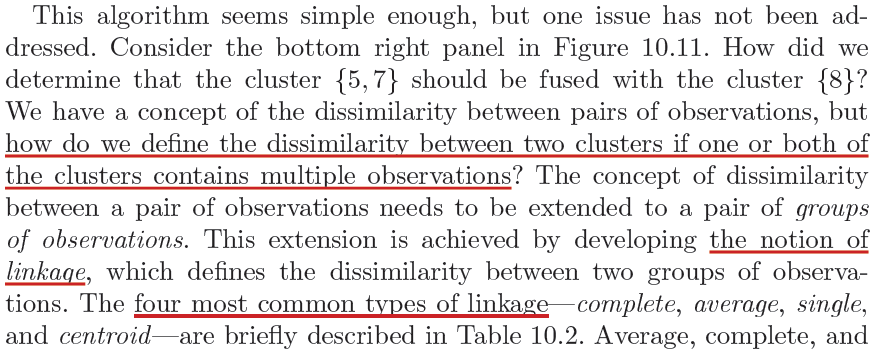 This algorithm seems simple enough, but one issue has not been ad-
dressed. Consider the bottom right panel in Figure 10.11. How did we
determine that the cluster {5, 7} should be fused with the cluster {8}?
We have a concept of the dissimilarity between pairs of observations, but
how do we define the dissimilarity between two clusters if one or both of
the clusters contains multiple observations? The concept of dissimilarity
between a pair of observations needs to be extended to a pair of groups
of observations. This extension is achieved by developing the notion of
linkage, which defines the dissimilarity between two groups of observa-
tions. The four most common types of linkage—complete, average, single,
and centroid—are briefly described in Table 10.2. Average, complete, and